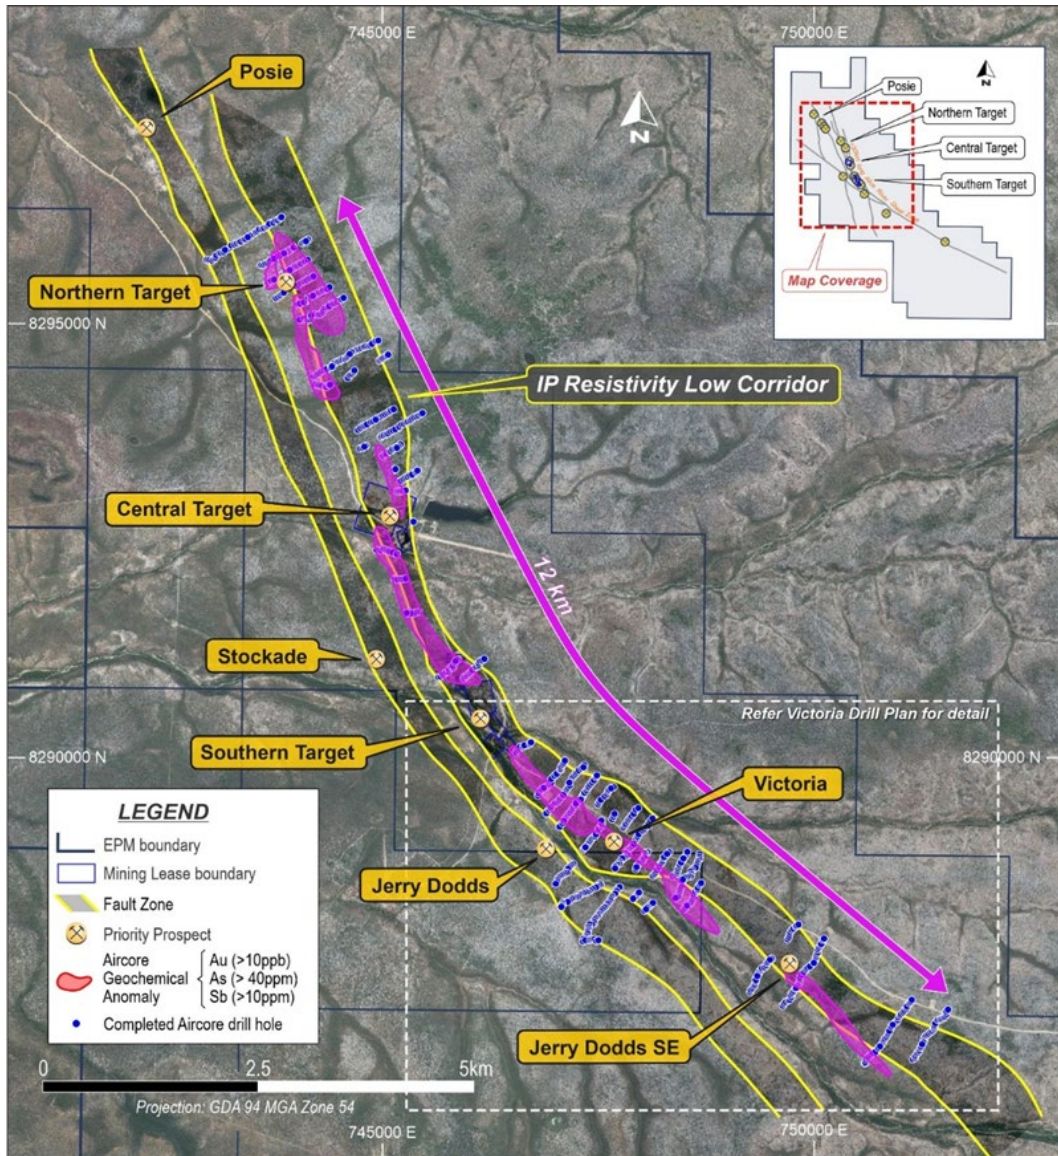 745000 E
750000 E
Posie
N
N
Posie
Northern Target
Central Target
Southern Target
Map Coverage
Northern Target
8295000 N
IP Resistivity Low Corridor
Central Target
12 km
Stockade
Refer Victoria Drill Plan for detail
Southern Target
8290000 N
8290000 N
Victoria
Jerry Dodds
LEGEND
EPM boundary
Mining Lease boundary
Fault Zone
Priority Prospect
Aircore Geochemical Anomaly
Au (>10ppb)
As (> 40ppm)
Sb (>10ppm)
Completed Aircore drill hole
Jerry Dodds SE
0 2.5 5km
Projection: GDA 94 MGA Zone 54
745000 E
750000 E